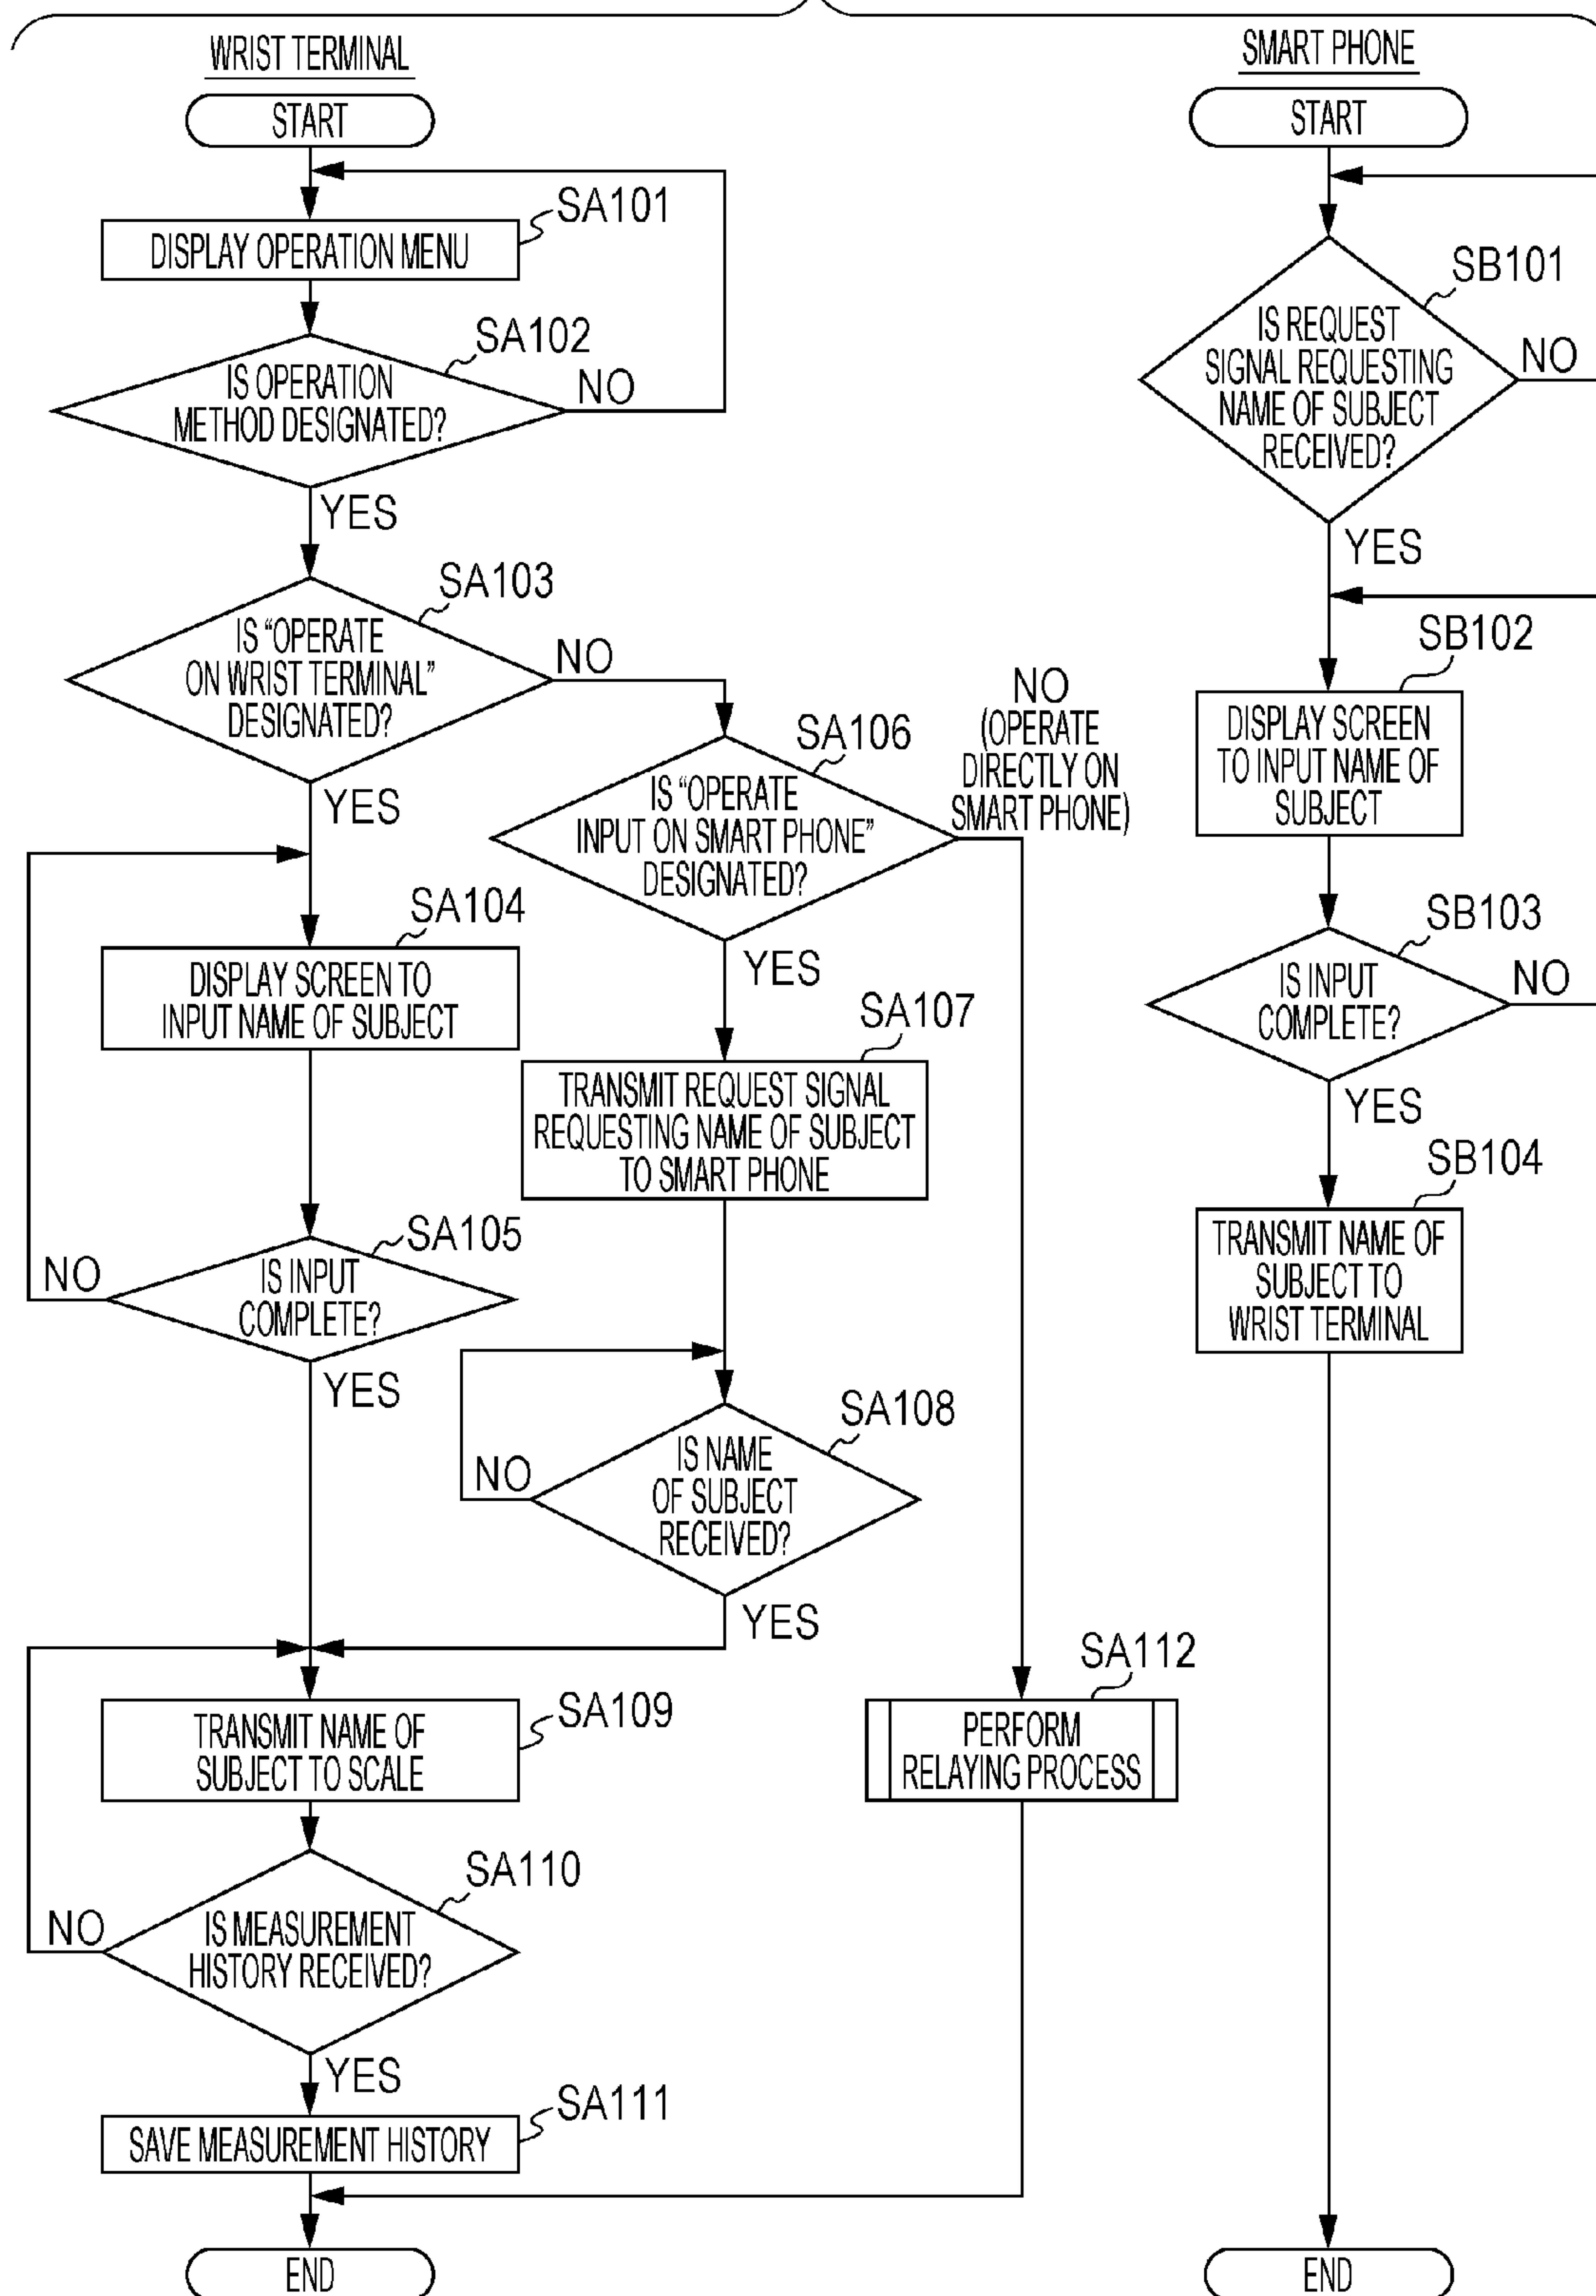 WRIST TERMINAL
START
SA101
DISPLAY OPERATION MENU
SA102
IS OPERATION
METHOD DESIGNATED?
NO
YES
SA103
IS “OPERATE
ON WRIST TERMINAL”
DESIGNATED?
NO
YES
SA104
DISPLAY SCREEN TO
INPUT NAME OF SUBJECT
SA105
IS INPUT
COMPLETE?
NO
YES
SA106
IS “OPERATE
INPUT ON SMART PHONE”
DESIGNATED?
NO
(OPERATE
DIRECTLY ON
SMART PHONE)
YES
SA107
TRANSMIT REQUEST SIGNAL
REQUESTING NAME OF SUBJECT
TO SMART PHONE
SA108
IS NAME
OF SUBJECT
RECEIVED?
NO
YES
SA109
TRANSMIT NAME OF
SUBJECT TO SCALE
SA110
IS MEASUREMENT
HISTORY RECEIVED?
NO
YES
SA111
SAVE MEASUREMENT HISTORY
SA112
PERFORM
RELAYING PROCESS
END
SMART PHONE
START
SB101
IS REQUEST
SIGNAL REQUESTING
NAME OF SUBJECT
RECEIVED?
NO
YES
SB102
DISPLAY SCREEN
TO INPUT NAME OF
SUBJECT
SB103
IS INPUT
COMPLETE?
NO
YES
SB104
TRANSMIT NAME OF
SUBJECT TO
WRIST TERMINAL
END